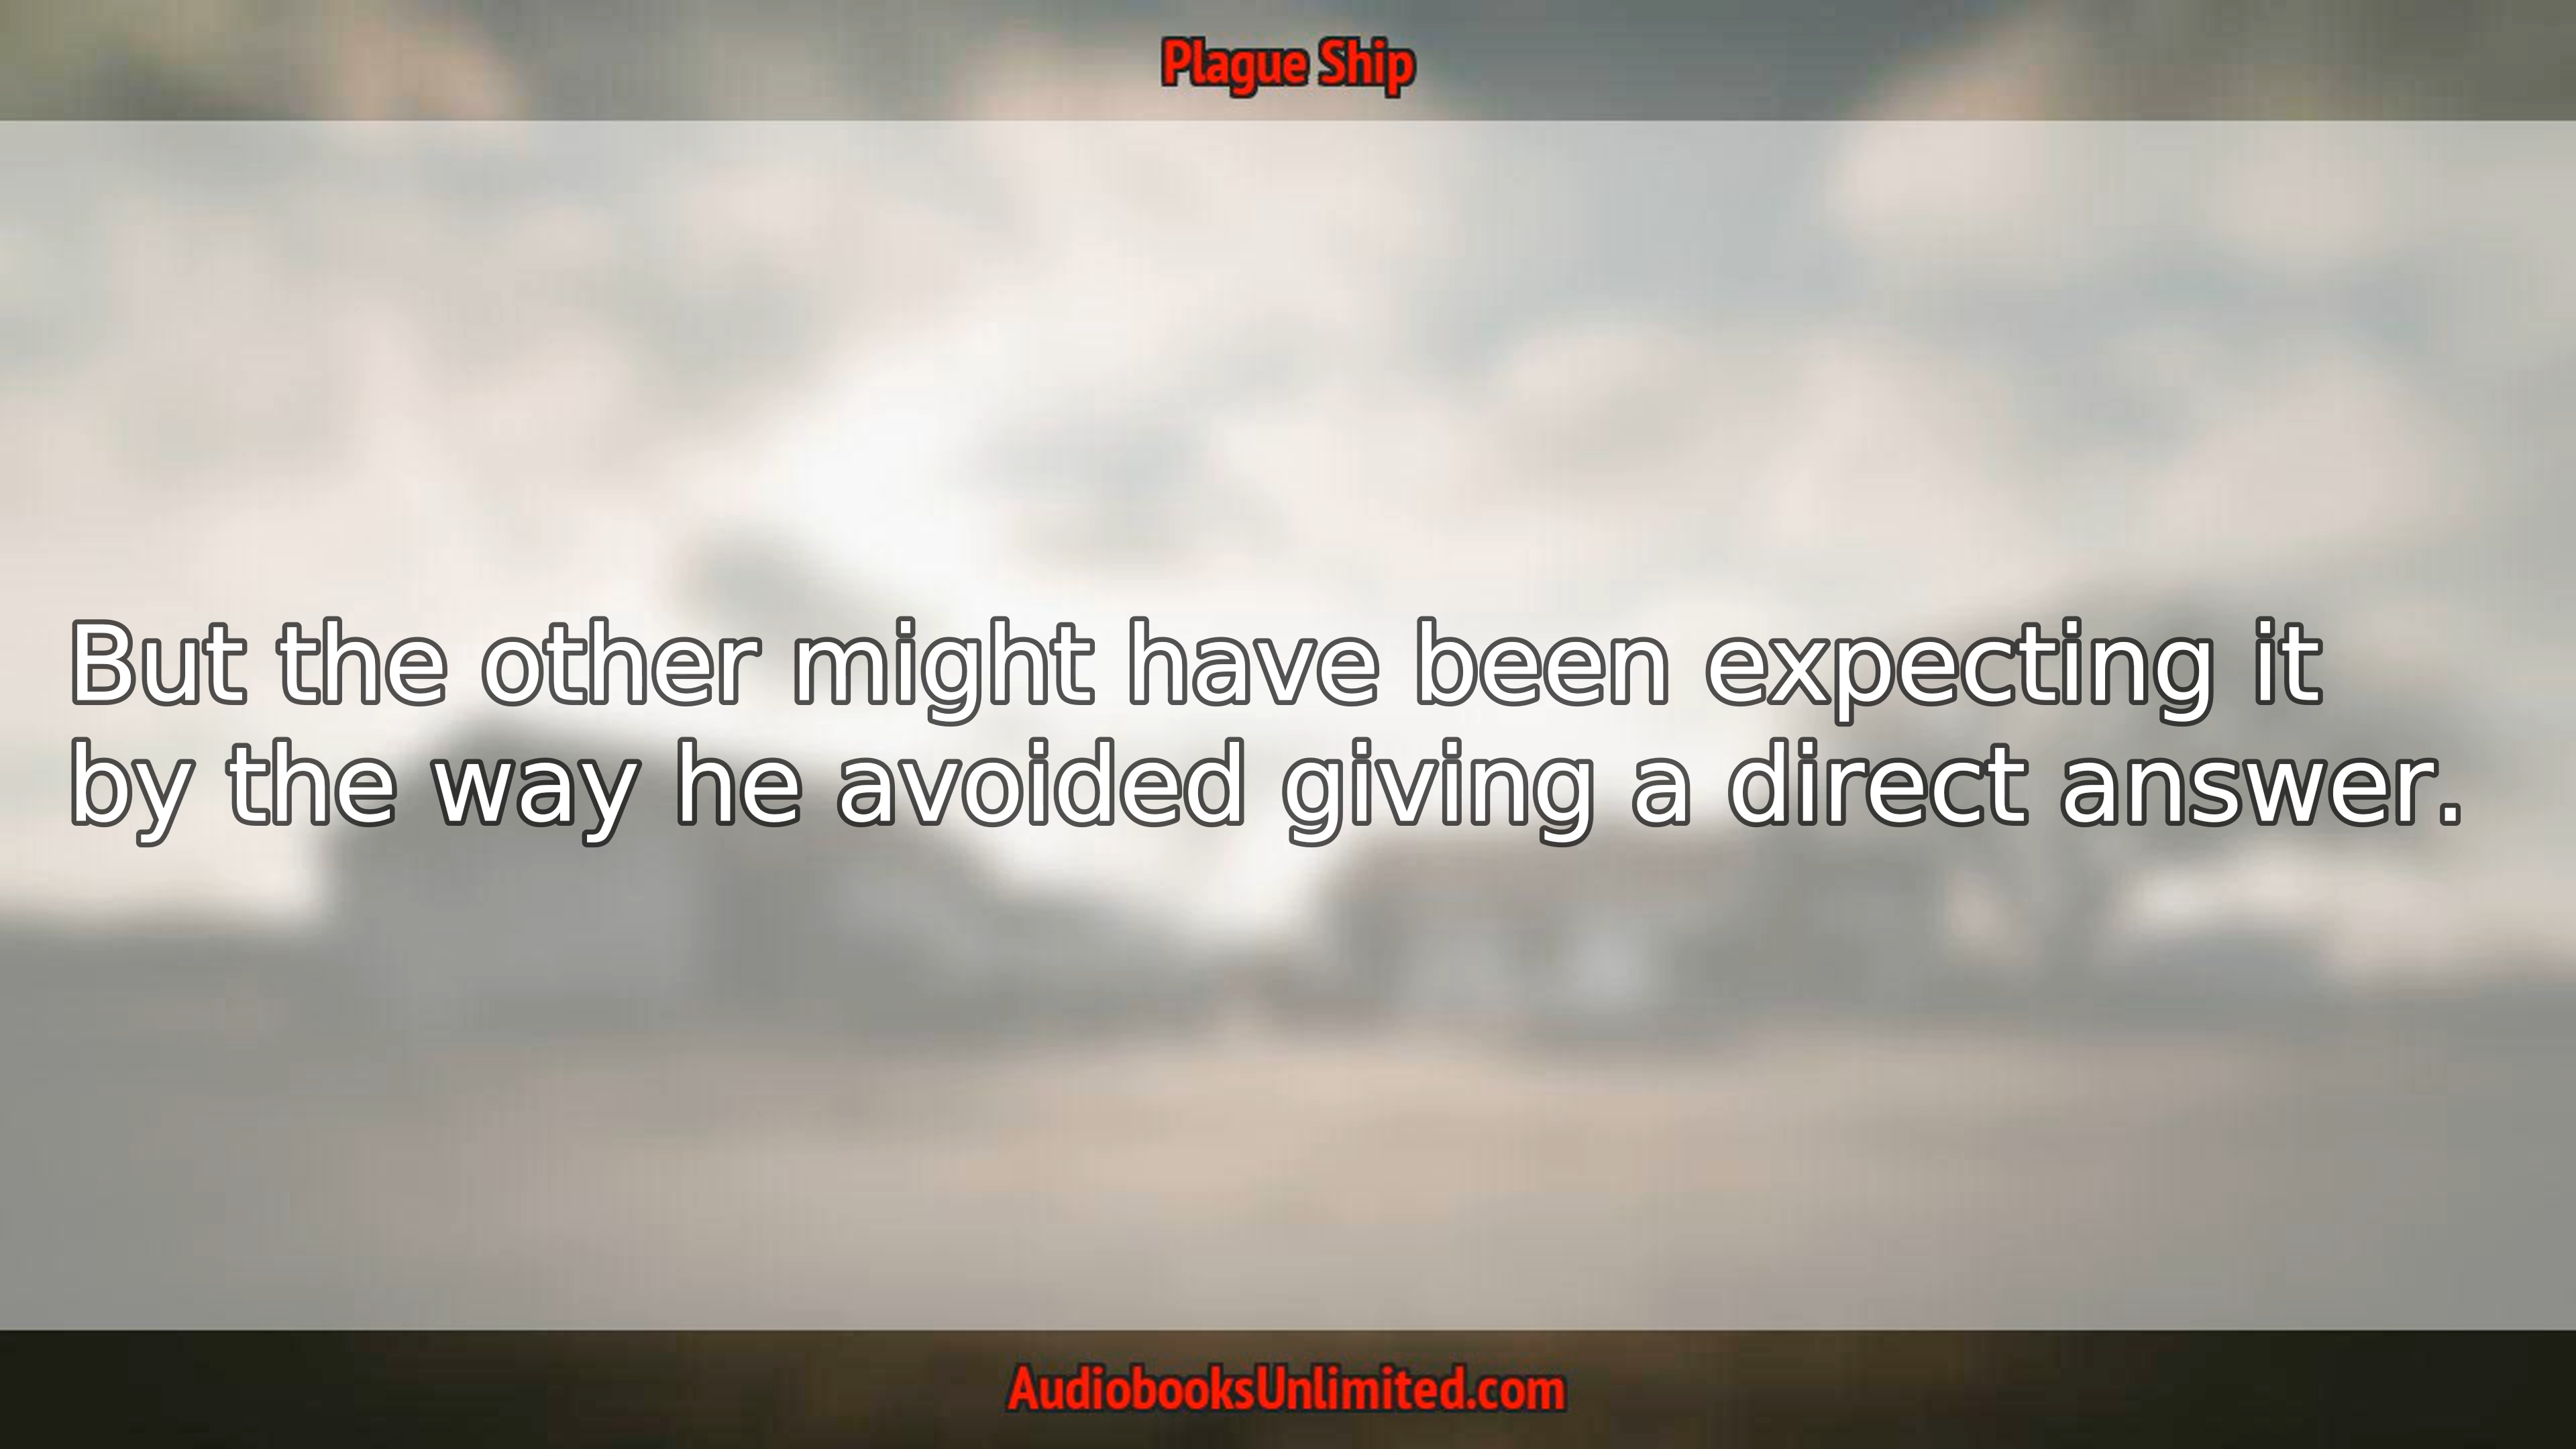 Plague Ship
But the other might have been expecting it
by the way he avoided giving a direct answer.
AudiobooksUnlimited.com